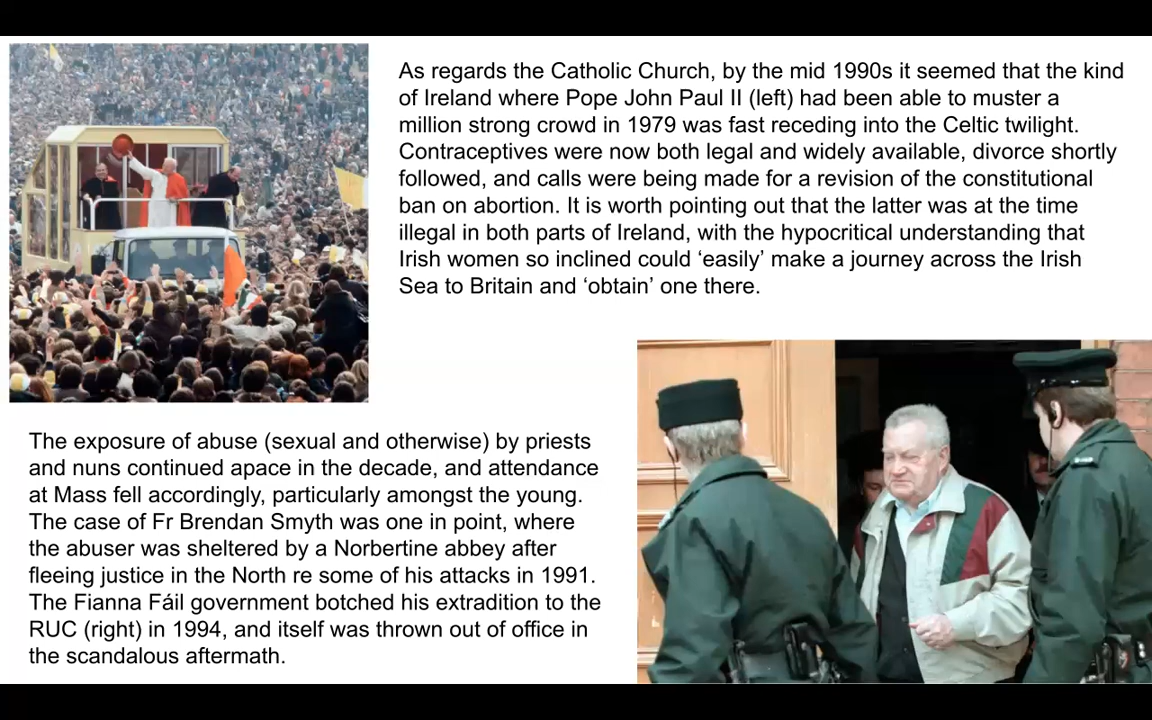 As regards the Catholic Church, by the mid 1990s it seemed that the kind
of Ireland where Pope John Paul II (left) had been able to muster a
million strong crowd in 1979 was fast receding into the Celtic twilight.
Contraceptives were now both legal and widely available, divorce shortly
followed, and calls were being made for a revision of the constitutional
ban on abortion. It is worth pointing out that the latter was at the time
illegal in both parts of Ireland, with the hypocritical understanding that
Irish women so inclined could ‘easily’ make a journey across the Irish
Sea to Britain and ‘obtain’ one there.
The exposure of abuse (sexual and otherwise) by priests
and nuns continued apace in the decade, and attendance
at Mass fell accordingly, particularly amongst the young.
The case of Fr Brendan Smyth was one in point, where
the abuser was sheltered by a Norbertine abbey after
fleeing justice in the North re some of his attacks in 1991.
The Fianna Fáil government botched his extradition to the
RUC (right) in 1994, and itself was thrown out of office in
the scandalous aftermath.